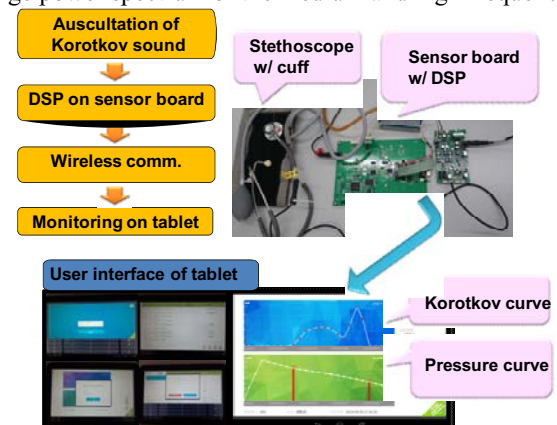 Auscultation of
Korotkov sound
DSP on sensor board
Wireless comm.
Monitoring on tablet
Stethoscope
w/ cuff
Sensor board
w/ DSP
User interface of tablet
Korotkov curve
Pressure curve